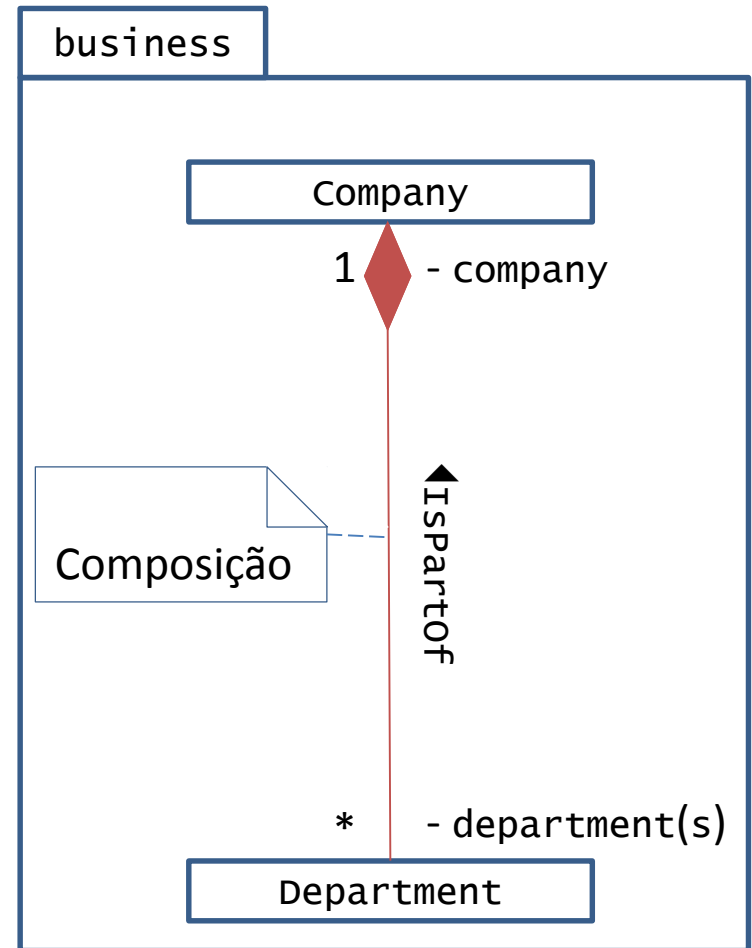 business
Company
1 - company
◀IsPartOf
Composição
* - department(s)
Department